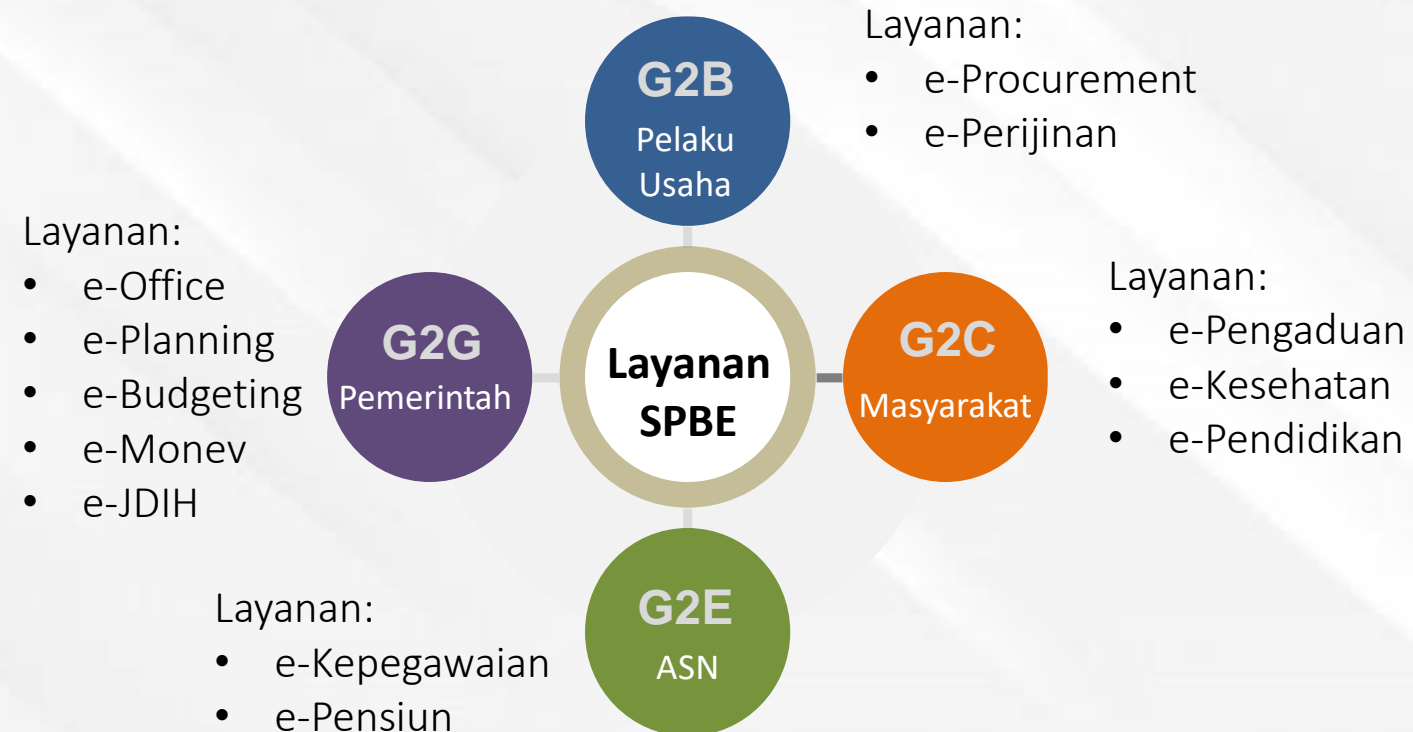 Layanan:
• e-Procurement
• e-Perijinan
G2B
Pelaku
Usaha
Layanan:
• e-Office
• e-Planning
• e-Budgeting
• e-Monev
• e-JDIH
G2G
Pemerintah
Layanan
SPBE
G2C
Masyarakat
Layanan:
• e-Pengaduan
• e-Kesehatan
• e-Pendidikan
Layanan:
• e-Kepegawaian
• e-Pensiun
G2E
ASN